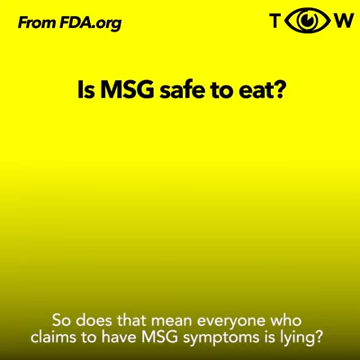 From FDA.org
T W
Is MSG safe to eat?
So does that mean everyone who
claims to have MSG symptoms is lying?